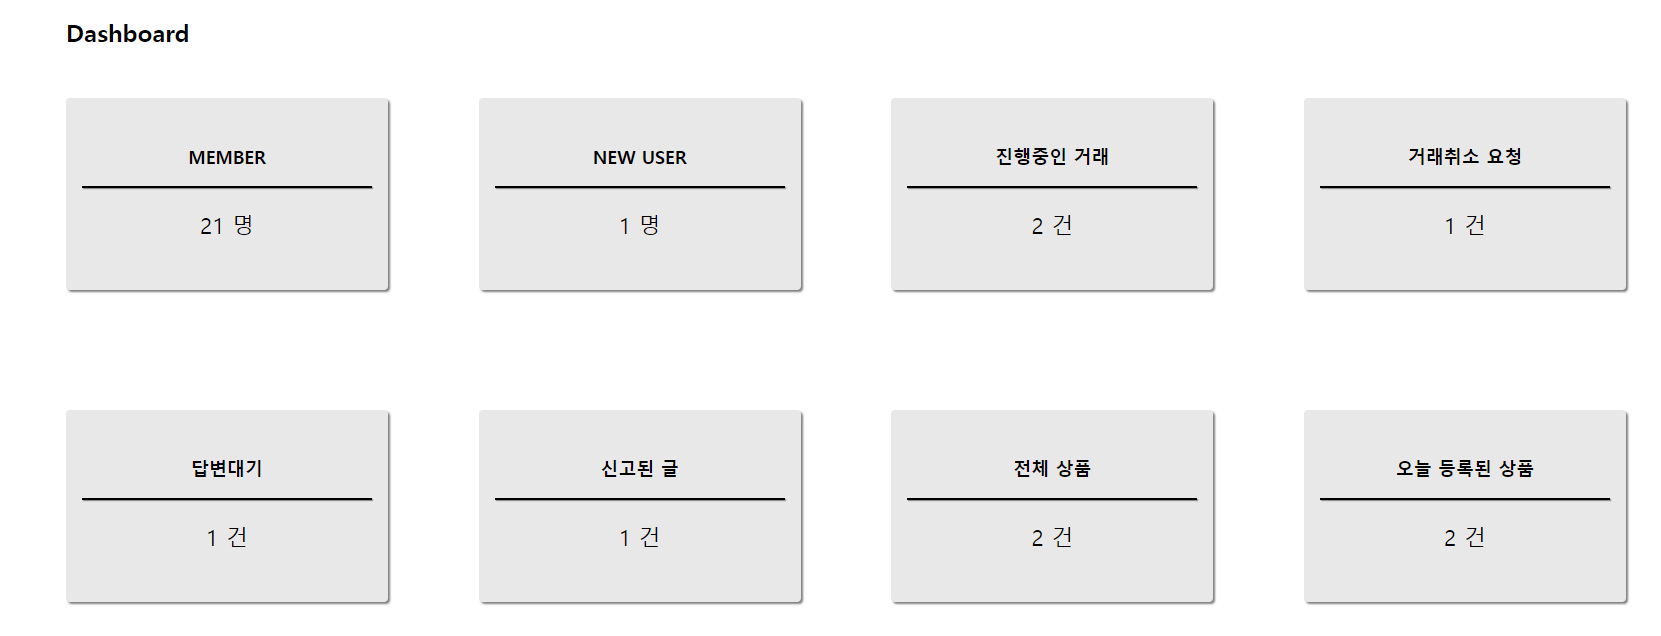 Dashboard
MEMBER
21 명
NEW USER
1 명
진행중인 거래
2 건
거래취소 요청
1 건
답변대기
1 건
신고된 글
1 건
전체 상품
2 건
오늘 등록된 상품
2 건